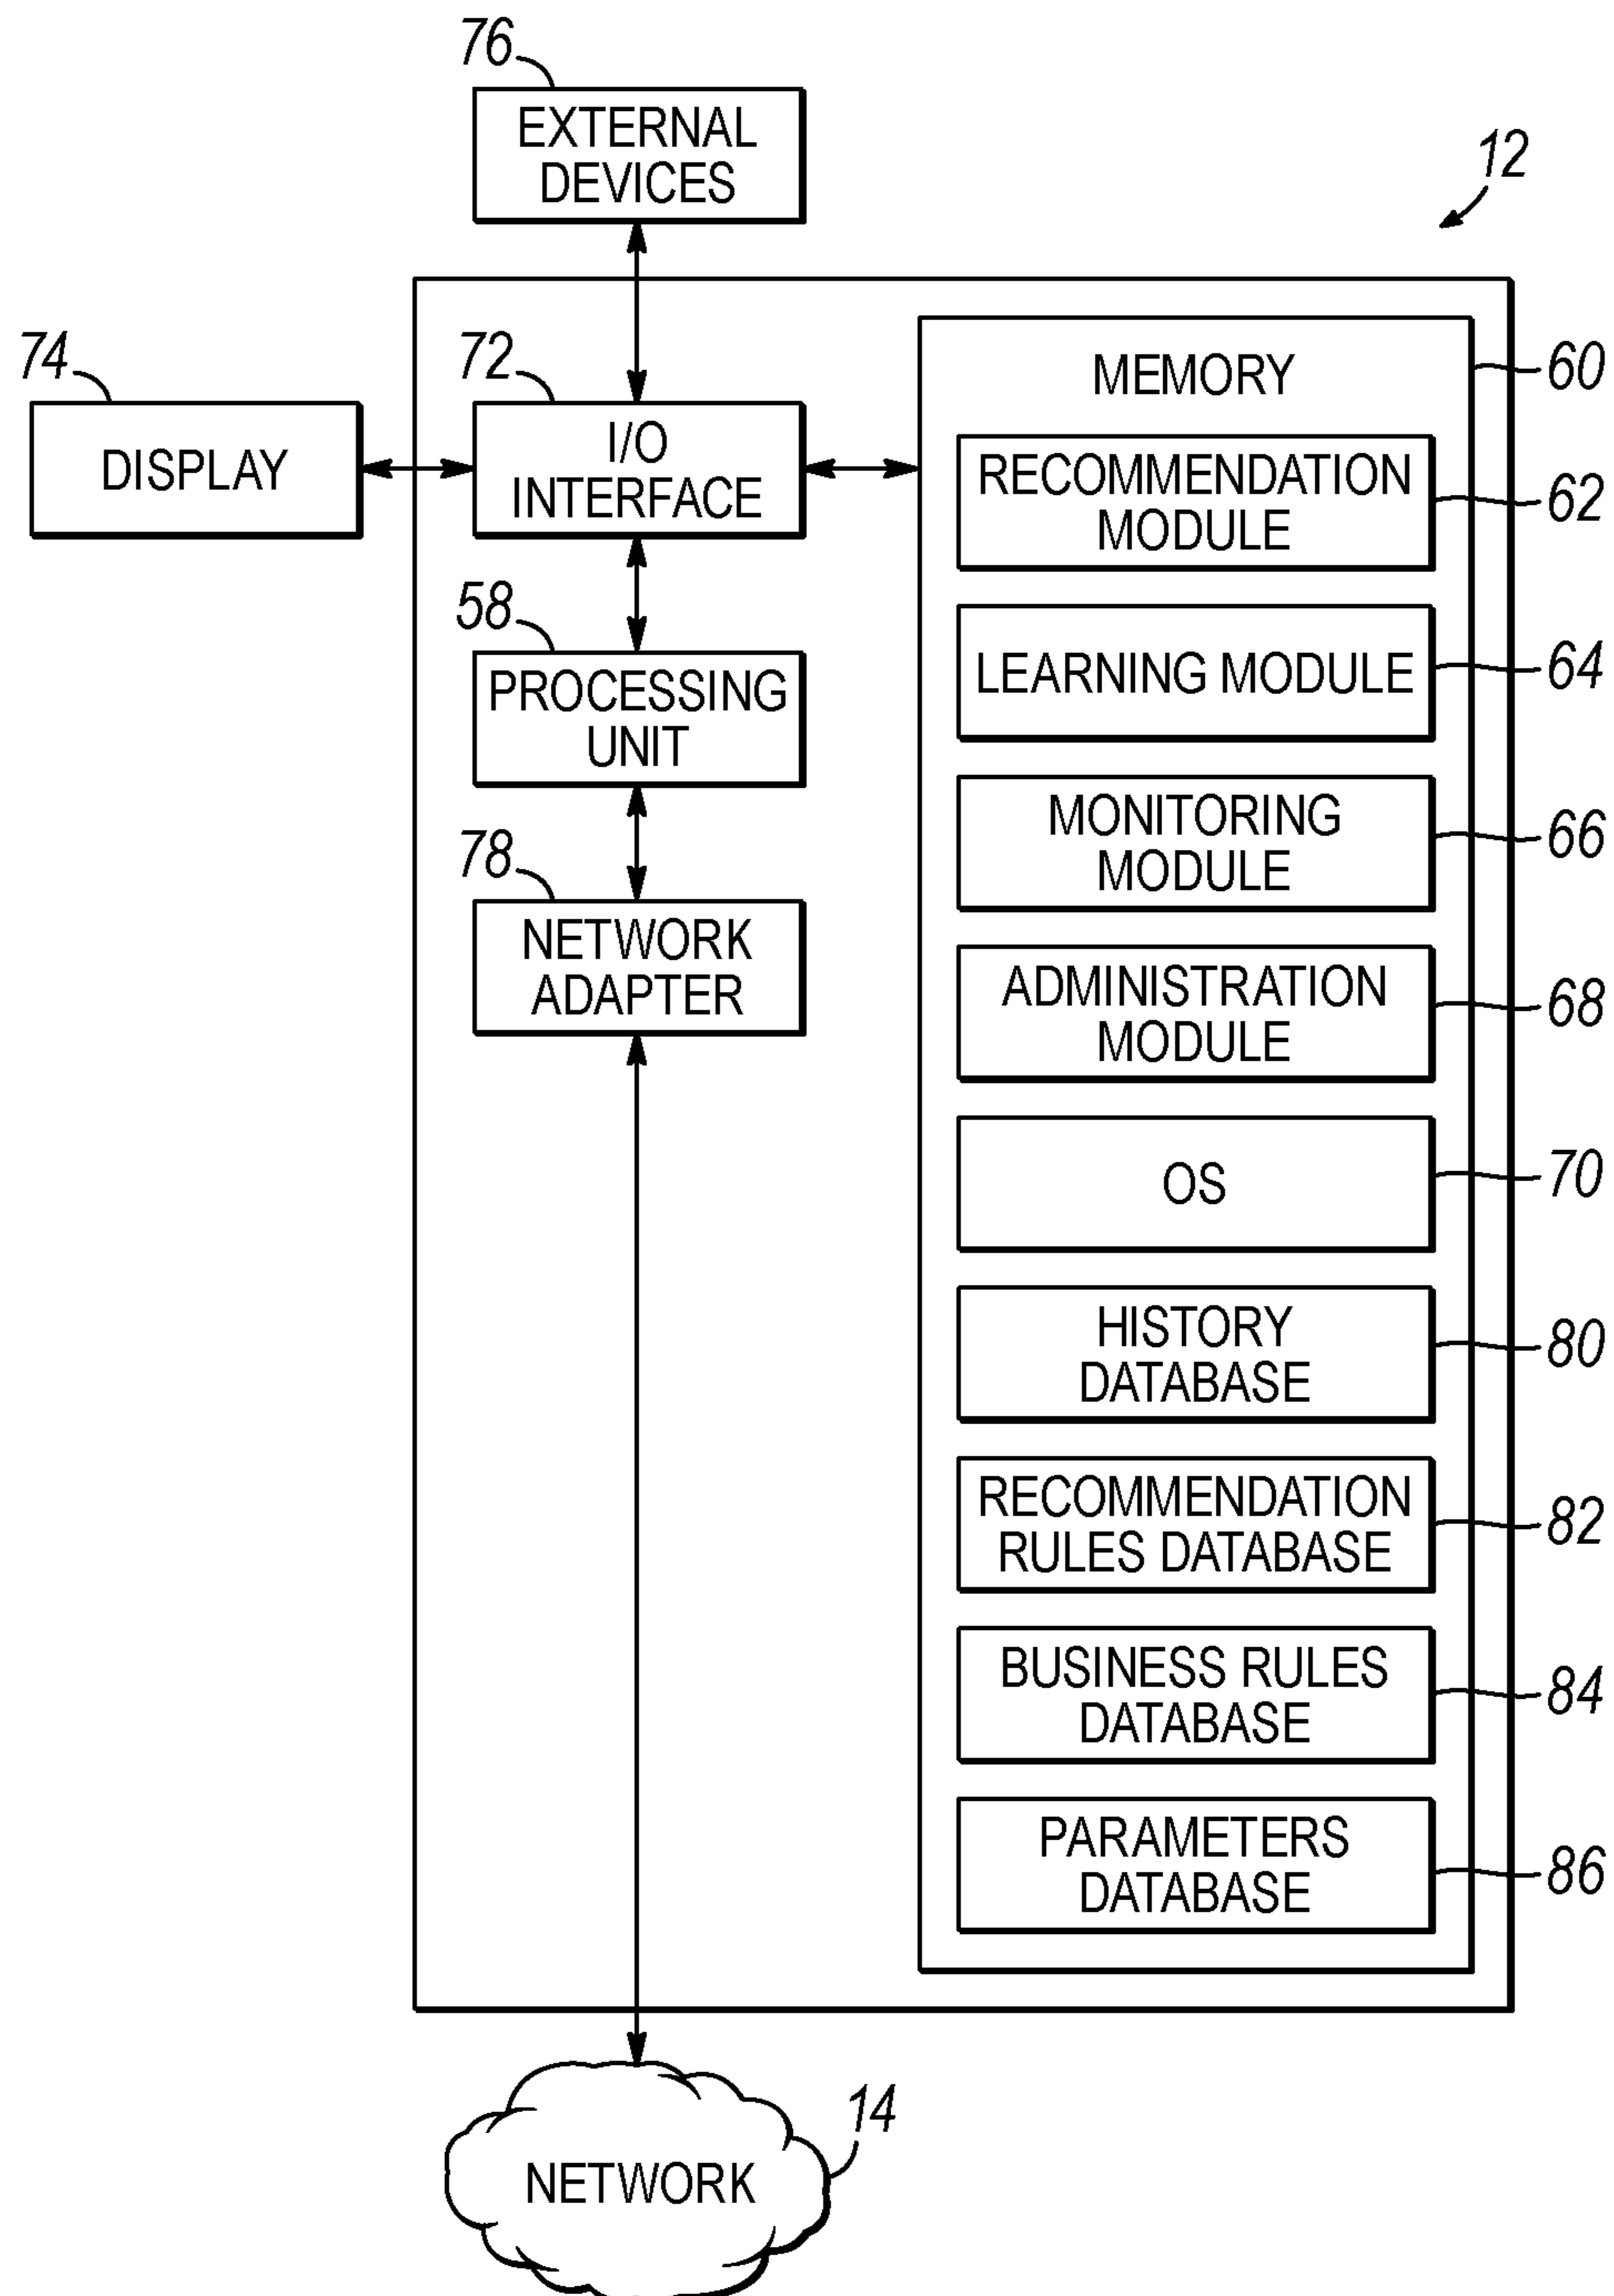 76
EXTERNAL
DEVICES
12
74
DISPLAY
72
I/O
INTERFACE
58
PROCESSING
UNIT
78
NETWORK
ADAPTER
MEMORY
60
RECOMMENDATION
MODULE
62
LEARNING MODULE
64
MONITORING
MODULE
66
ADMINISTRATION
MODULE
68
OS
70
HISTORY
DATABASE
80
RECOMMENDATION
RULES DATABASE
82
BUSINESS RULES
DATABASE
84
PARAMETERS
DATABASE
86
NETWORK
14